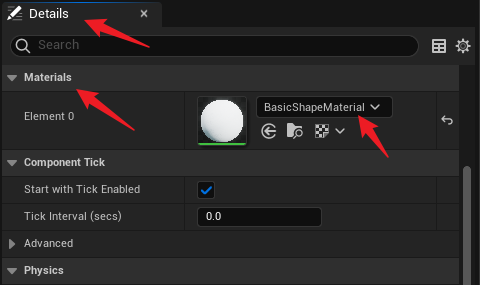 Details
Search
Materials
Element 0
BasicShapeMaterial
Component Tick
Start with Tick Enabled
Tick Interval (secs)
0.0
Advanced
Physics